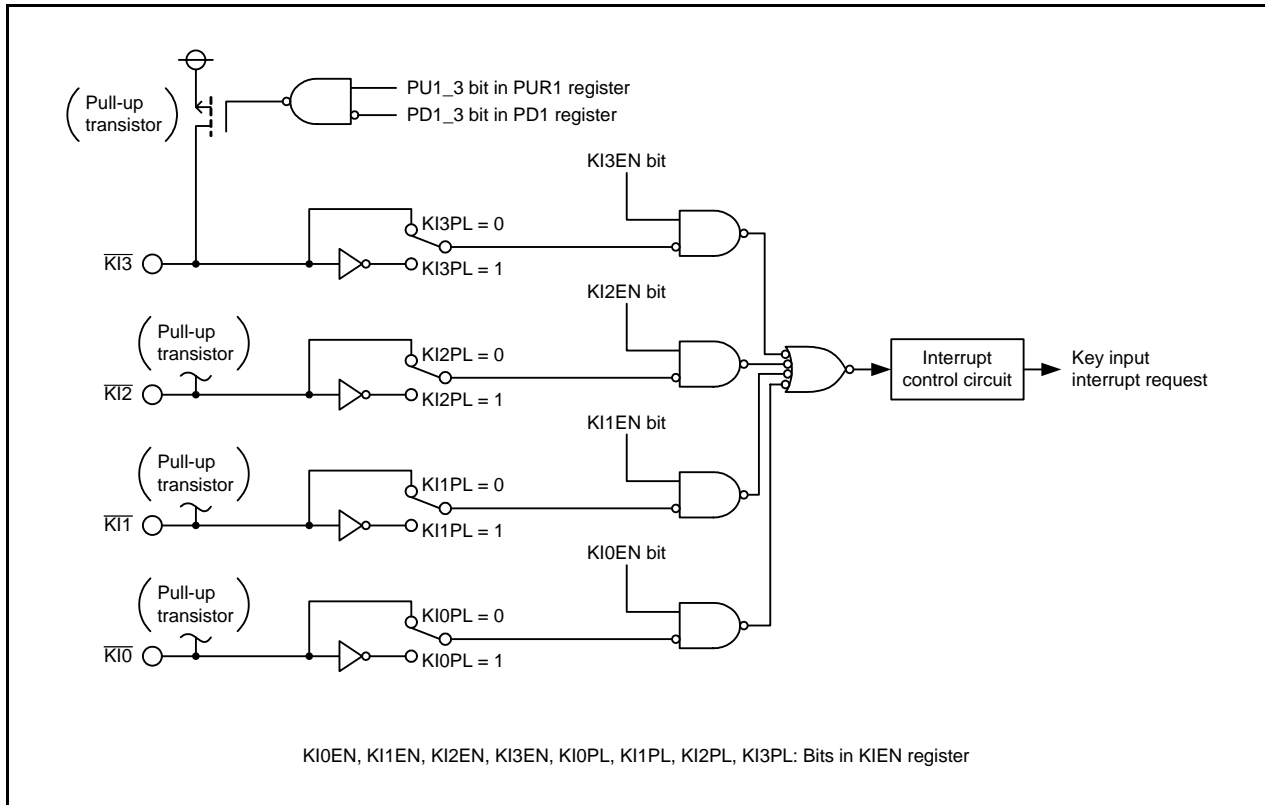 PU1_3 bit in PUR1 register
Pull-up
transistor
PD1_3 bit in PD1 register
KI3EN bit
KI3PL = 0
KI3
KI3PL = 1
KI2EN bit
Pull-up
transistor
KI2PL = 0
KI2
KI2PL = 1
Interrupt
control circuit
Key input
interrupt request
KI1EN bit
Pull-up
transistor
KI1PL = 0
KI1
KI1PL = 1
KI0EN bit
Pull-up
transistor
KI0PL = 0
KI0
KI0PL = 1
KI0EN, KI1EN, KI2EN, KI3EN, KI0PL, KI1PL, KI2PL, KI3PL: Bits in KIEN register